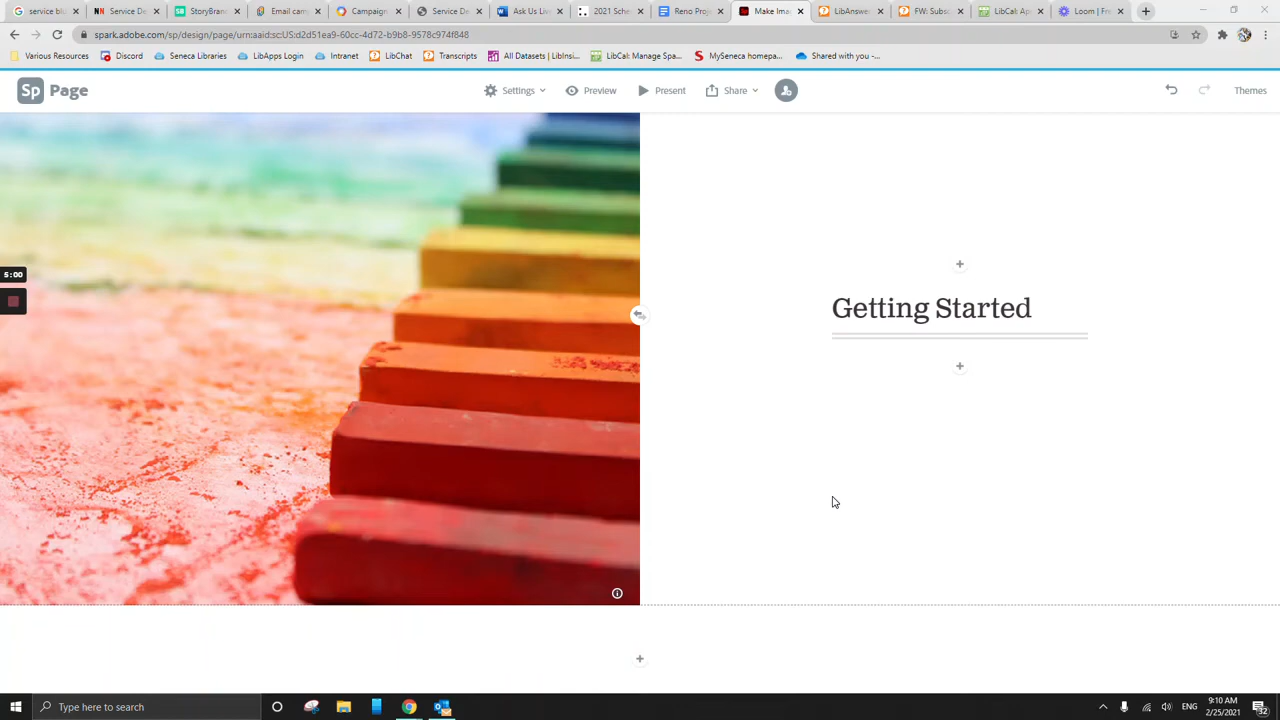 service blu
Service De
StoryBran
Email cam
Campaign
Service De
Ask Us Liv
2021 Sche
Reno Proj
Make Ima
LibAnswe
FW: Subsc
LibCal: Ap
Loom | Fre
spark.adobe.com/sp/design/page/urn:aaid:sc:US:d2d51ea9-60cc-4d72-b9b8-9578c974f848
Various Resources
Discord
Seneca Libraries
LibApps Login
Intranet
LibChat
Transcripts
All Datasets | LibInsi...
LibCal: Manage Spa...
MySeneca homepa...
Shared with you -...
Sp Page
Settings
Preview
Present
Share
Themes
5:00
Getting Started
Type here to search
ENG
9:10 AM
2/25/2021
32